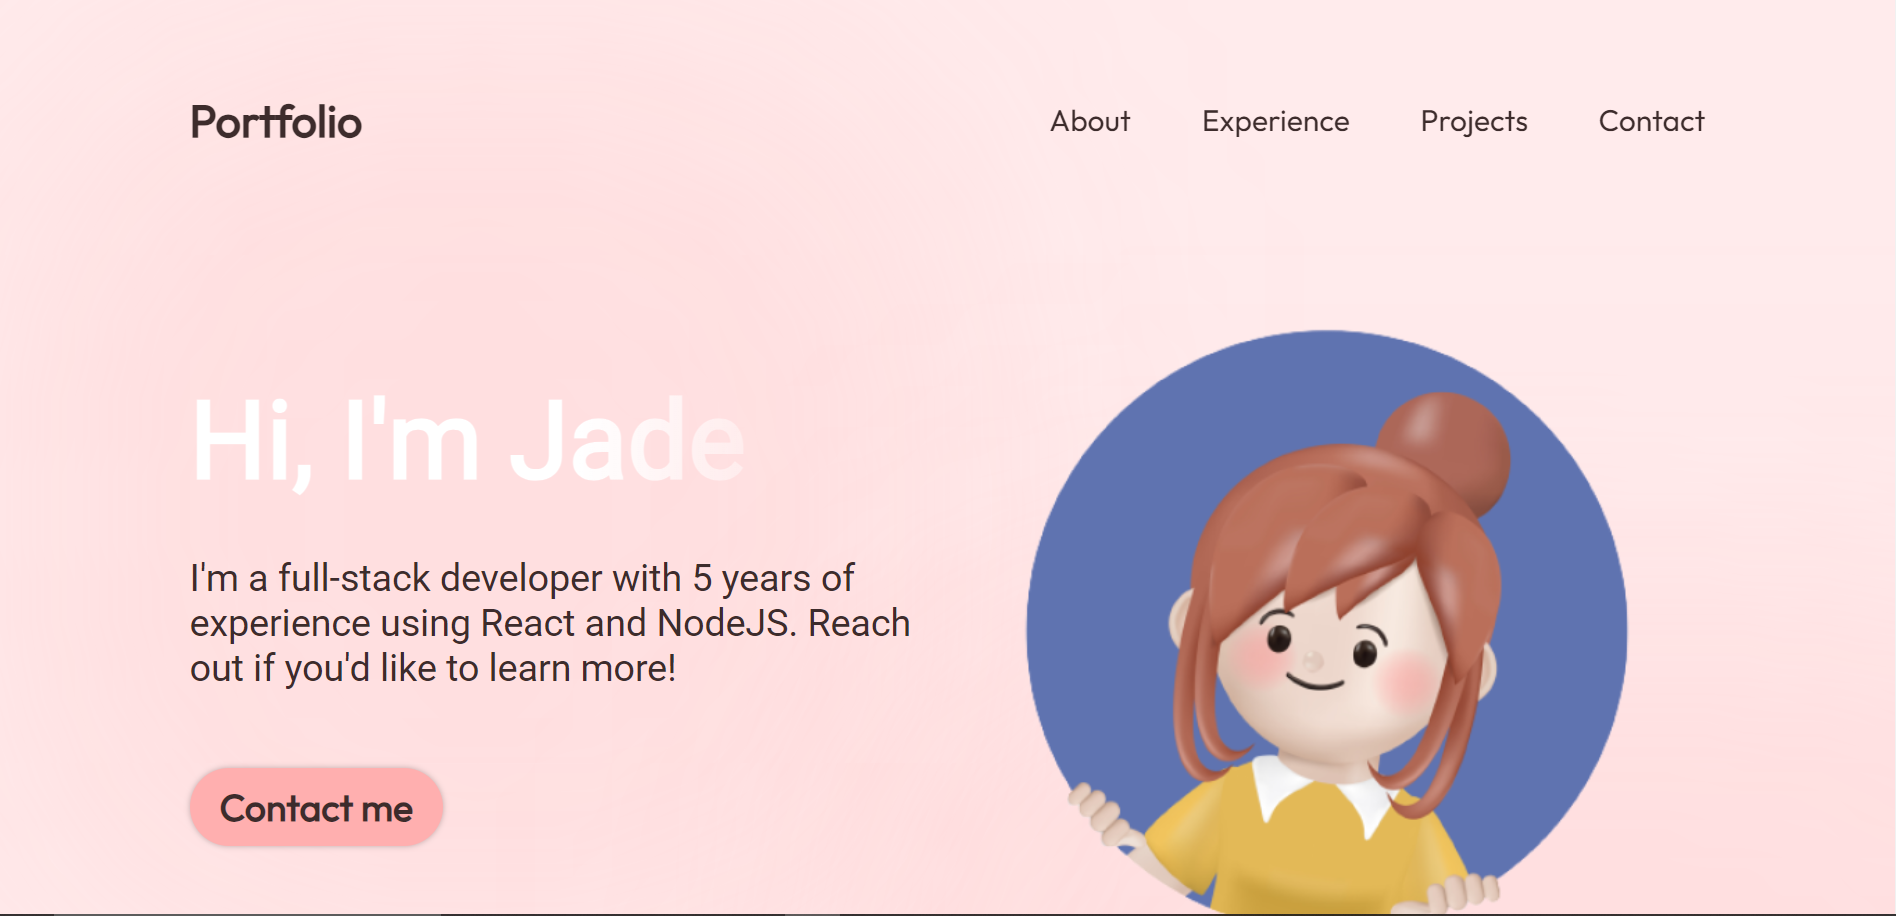 Portfolio
About Experience Projects Contact
Hi, I'm Jade
I'm a full-stack developer with 5 years of
experience using React and NodeJS. Reach
out if you'd like to learn more!
Contact me